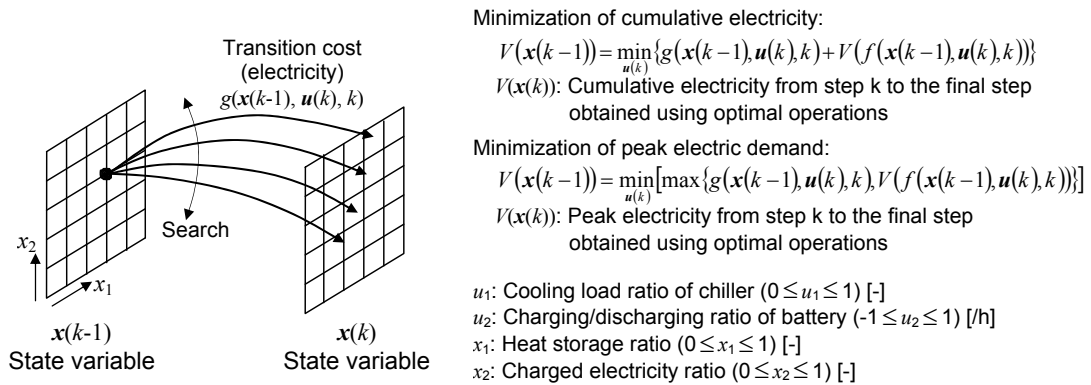 Transition cost
(electricity)
g(x(k-1), u(k), k)
Search
x₂
x₁
x(k-1)
State variable
x(k)
State variable
Minimization of cumulative electricity:
V(x(k−1))= min{g(x(k−1),u(k),k)+V(f(x(k−1),u(k),k))}
u(k)
V(x(k)): Cumulative electricity from step k to the final step
obtained using optimal operations
Minimization of peak electric demand:
V(x(k−1))= min[max{g(x(k−1),u(k),k),V(f(x(k−1),u(k),k))}]
u(k)
V(x(k)): Peak electricity from step k to the final step
obtained using optimal operations
u₁: Cooling load ratio of chiller (0 ≤ u₁ ≤ 1) [-]
u₂: Charging/discharging ratio of battery (-1 ≤ u₂ ≤ 1) [/h]
x₁: Heat storage ratio (0 ≤ x₁ ≤ 1) [-]
x₂: Charged electricity ratio (0 ≤ x₂ ≤ 1) [-]